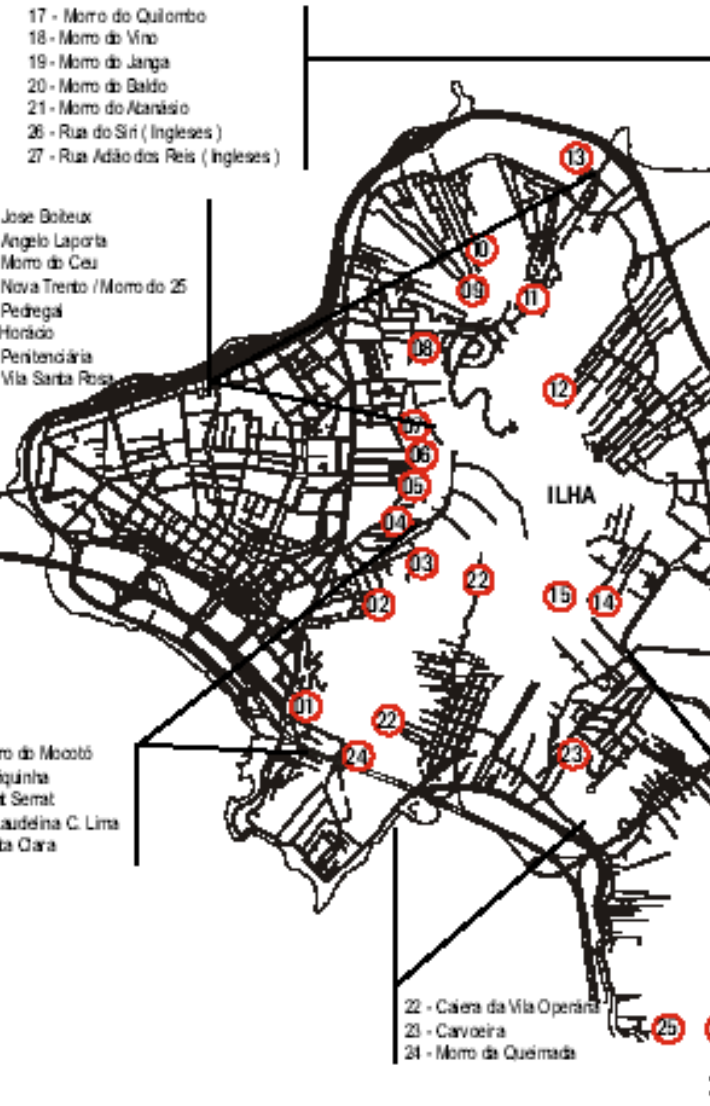 17 - Morro do Quilombo
18 - Morro do Vino
19 - Morro do Janga
20 - Morro do Baldo
21 - Morro do Atanásio
26 - Rua do Siri ( Ingleses )
27 - Rua Adão dos Reis ( Ingleses )
13
Jose Boiteux
Angelo Laporta
Morro do Ceu
Nova Trento / Morro do 25
Pedregal
Horácio
Penitenciária
Vila Santa Rosa
10
09
11
08
12
07
06
05
ILHA
04
03
22
02
15
14
01
22
24
23
ro do Mocotó
iquinha
t Serrat
audelina C. Lima
ta Clara
22 - Caiera da Vila Operária
23 - Carvoeira
24 - Morro da Queimada
25